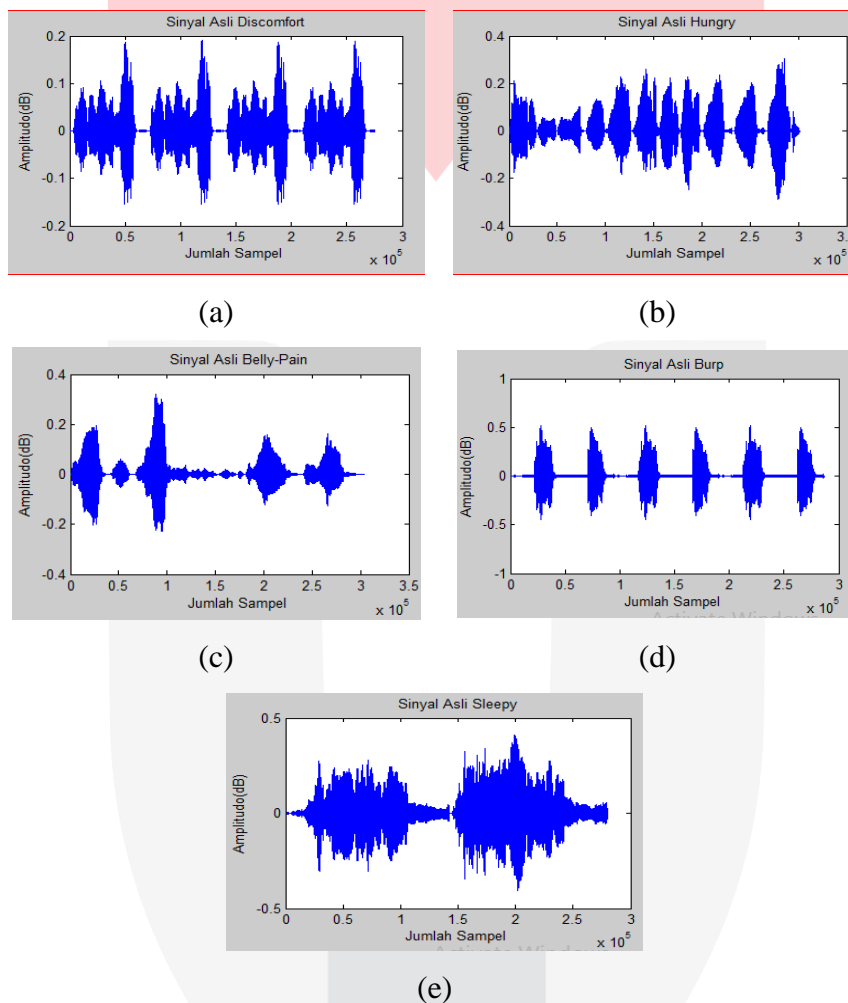 Sinyal Asli Discomfort
0.2
0.1
0
-0.1
-0.2
Amplitudo(dB)
0 0.5 1 1.5 2 2.5 3
Jumlah Sampel
x 10^5
(a)
Sinyal Asli Hungry
0.4
0.2
0
-0.2
-0.4
Amplitudo(dB)
0 0.5 1 1.5 2 2.5 3 3.5
Jumlah Sampel
x 10^5
(b)
Sinyal Asli Belly-Pain
0.4
0.2
0
-0.2
-0.4
Amplitudo(dB)
0 0.5 1 1.5 2 2.5 3 3.5
Jumlah Sampel
x 10^5
(c)
Sinyal Asli Burp
1
0.5
0
-0.5
-1
Amplitudo(dB)
0 0.5 1 1.5 2 2.5 3
Jumlah Sampel
x 10^5
Activate Windows
(d)
Sinyal Asli Sleepy
0.5
0
-0.5
Amplitudo(dB)
0 0.5 1 1.5 2 2.5 3
Jumlah Sampel
x 10^5
Activate Windows
(e)